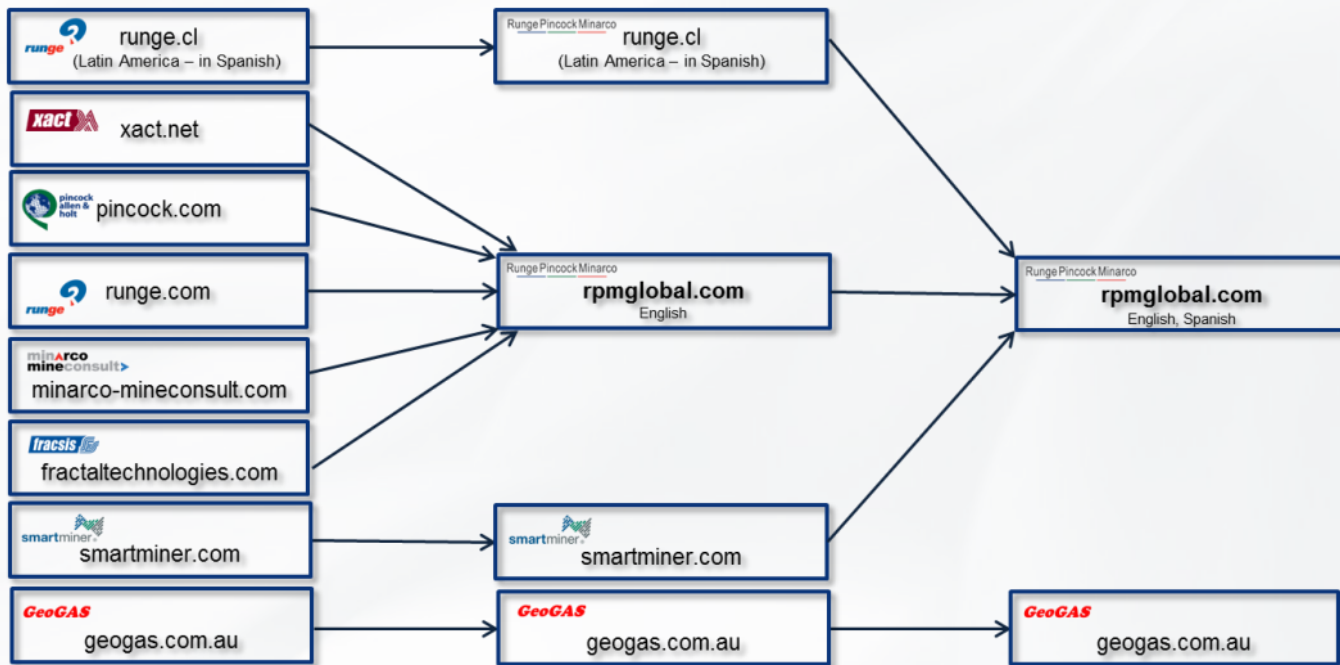 runge
runge.cl
(Latin America – in Spanish)
xact
xact.net
pincock
allen &
holt
pincock.com
runge
runge.com
minarco
mineconsult
minarco-mineconsult.com
fracsis
fractaltechnologies.com
smartminer
smartminer.com
GeoGAS
geogas.com.au
Runge Pincock Minarco
runge.cl
(Latin America – in Spanish)
Runge Pincock Minarco
rpmglobal.com
English
smartminer
smartminer.com
GeoGAS
geogas.com.au
Runge Pincock Minarco
rpmglobal.com
English, Spanish
GeoGAS
geogas.com.au